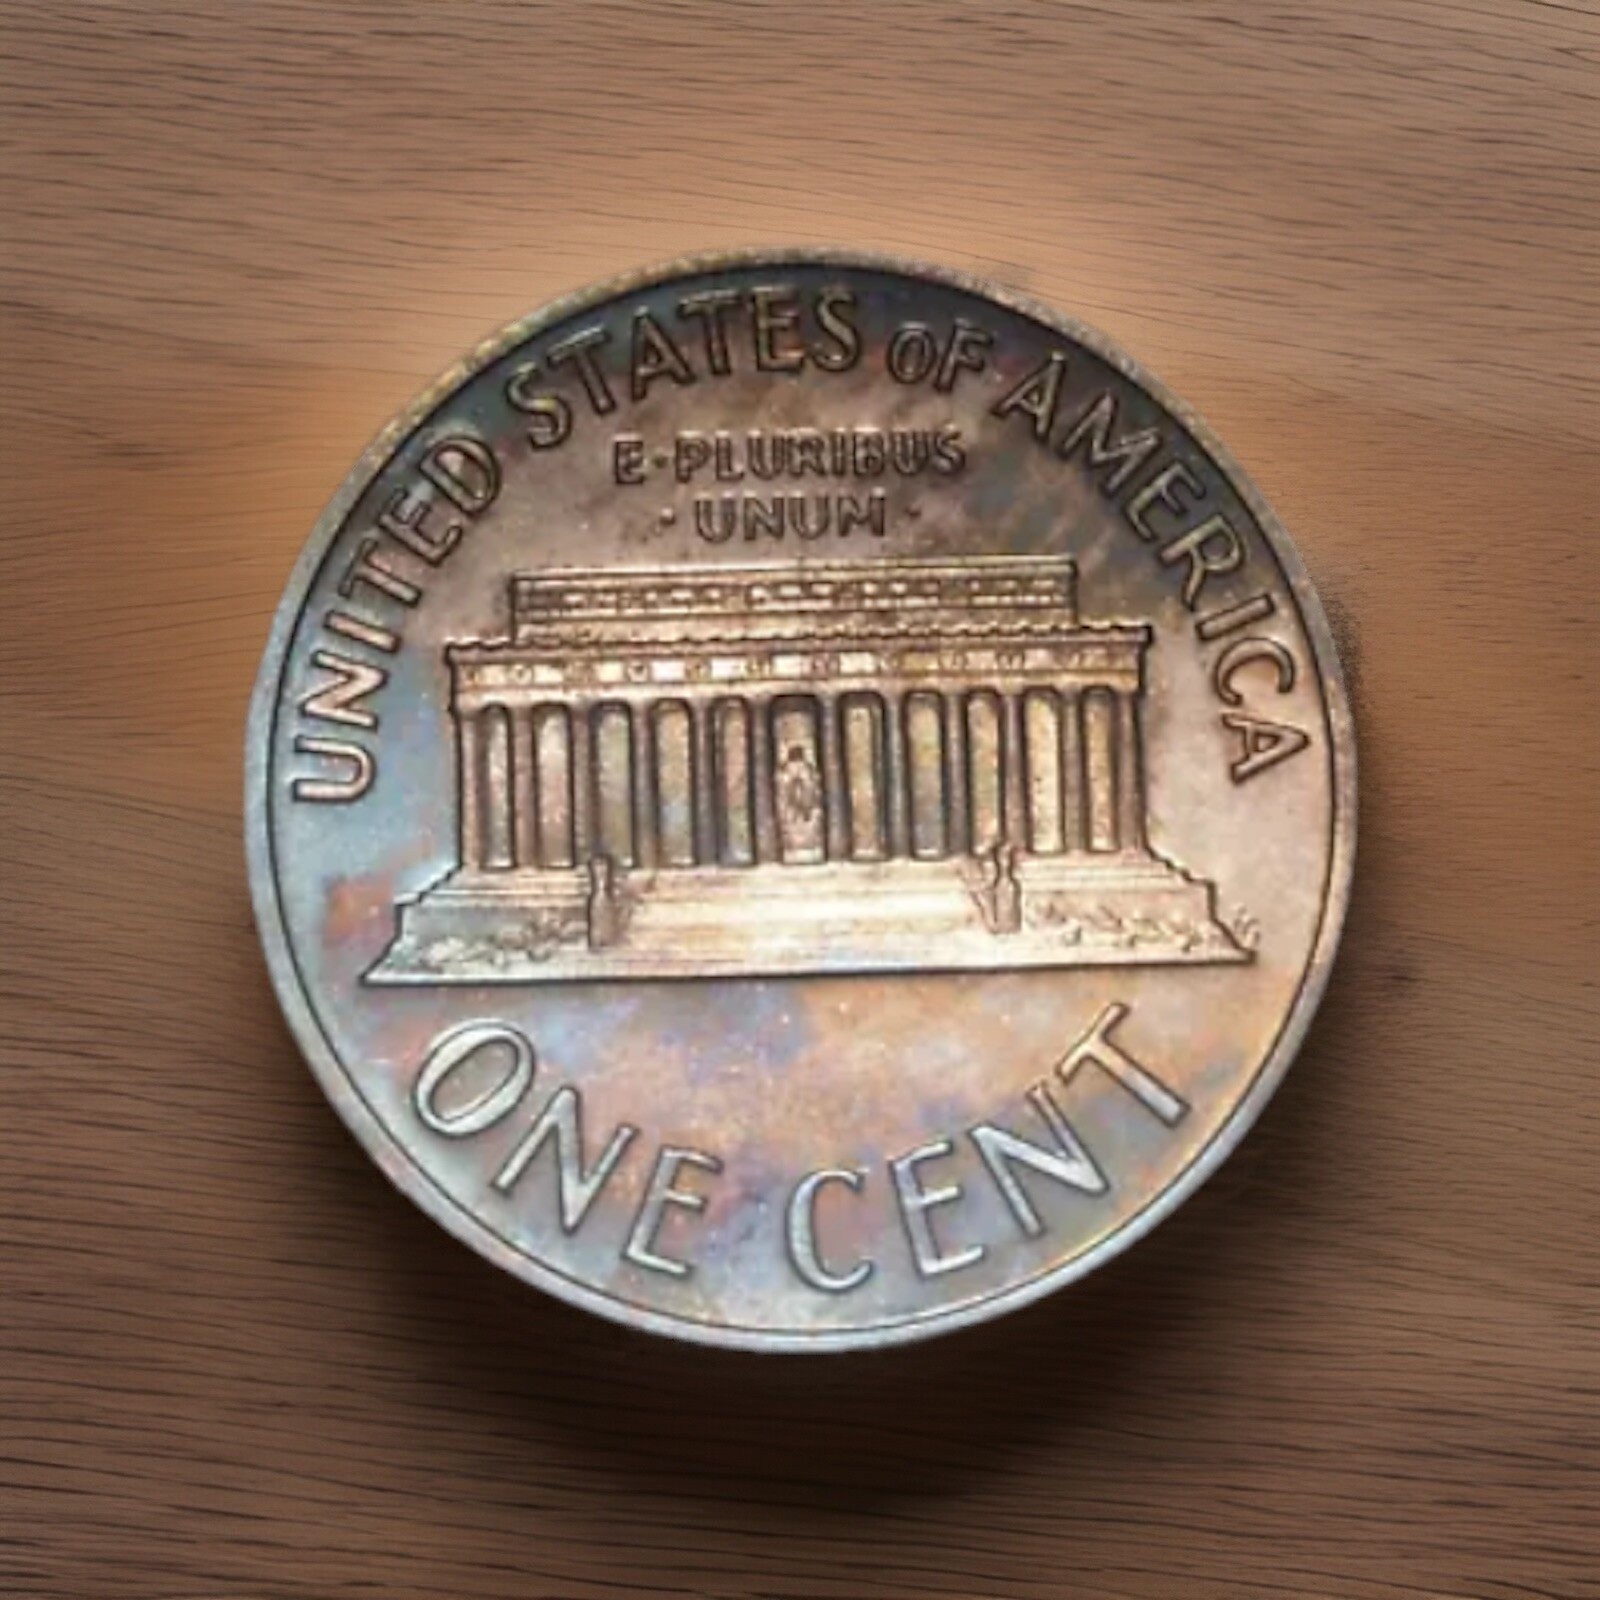 UNITED STATES OF AMERICA
E·PLURIBUS
·UNUM·
ONE CENT